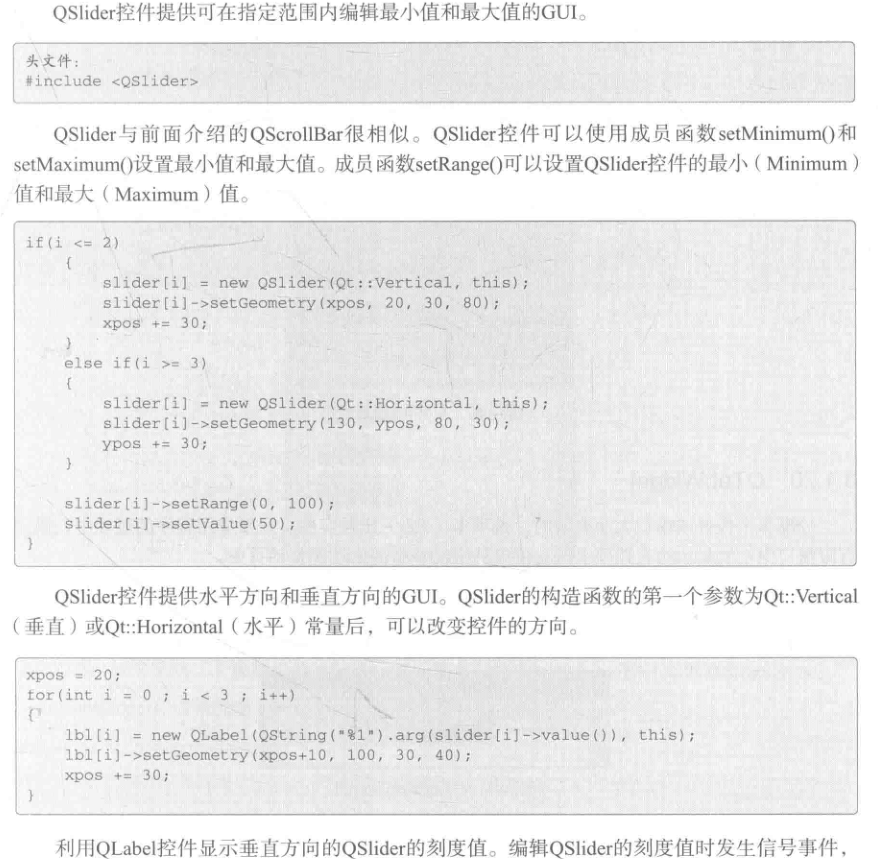 QSlider控件提供可在指定范围内编辑最小值和最大值的GUI。
头文件:
#include <QSlider>
QSlider与前面介绍的QScrollBar很相似。QSlider控件可以使用成员函数setMinimum()和
setMaximum()设置最小值和最大值。成员函数setRange()可以设置QSlider控件的最小（Minimum）
值和最大（Maximum）值。
if(i <= 2)
    {
        slider[i] = new QSlider(Qt::Vertical, this);
        slider[i]->setGeometry(xpos, 20, 30, 80);
        xpos += 30;
    }
    else if(i >= 3)
    {
        slider[i] = new QSlider(Qt::Horizontal, this);
        slider[i]->setGeometry(130, ypos, 80, 30);
        ypos += 30;
    }
    slider[i]->setRange(0, 100);
    slider[i]->setValue(50);
}
QSlider控件提供水平方向和垂直方向的GUI。QSlider的构造函数的第一个参数为Qt::Vertical
（垂直）或Qt::Horizontal（水平）常量后，可以改变控件的方向。
xpos = 20;
for(int i = 0 ; i < 3 ; i++)
{
    lbl[i] = new QLabel(QString("%1").arg(slider[i]->value()), this);
    lbl[i]->setGeometry(xpos+10, 100, 30, 40);
    xpos += 30;
}
利用QLabel控件显示垂直方向的QSlider的刻度值。编辑QSlider的刻度值时发生信号事件，